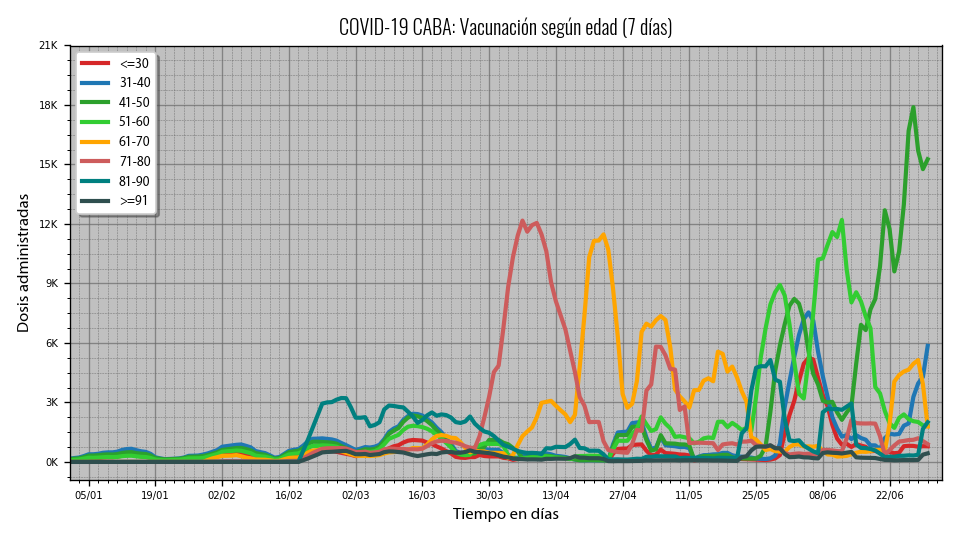 COVID-19 CABA: Vacunación según edad (7 días)
21K
18K
15K
12K
9K
6K
3K
0K
Dosis administradas
<=30
31-40
41-50
51-60
61-70
71-80
81-90
>=91
05/01 19/01 02/02 16/02 02/03 16/03 30/03 13/04 27/04 11/05 25/05 08/06 22/06
Tiempo en días